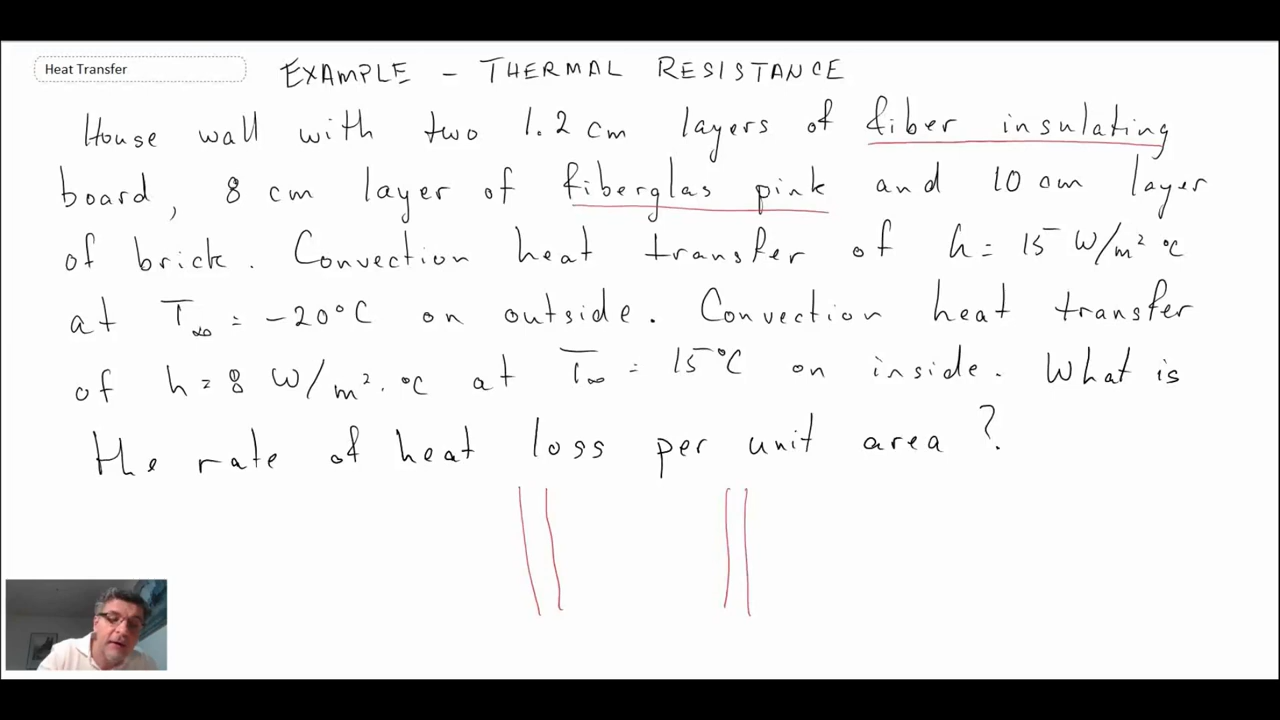 Heat Transfer
EXAMPLE - THERMAL RESISTANCE
House wall with two 1.2 cm layers of fiber insulating
board, 8 cm layer of fiberglas pink and 10 cm layer
of brick. Convection heat transfer of h = 15 W/m² °C
at T∞ = -20°C on outside. Convection heat transfer
of h = 8 W/m² · °C at T∞ = 15°C on inside. What is
the rate of heat loss per unit area?